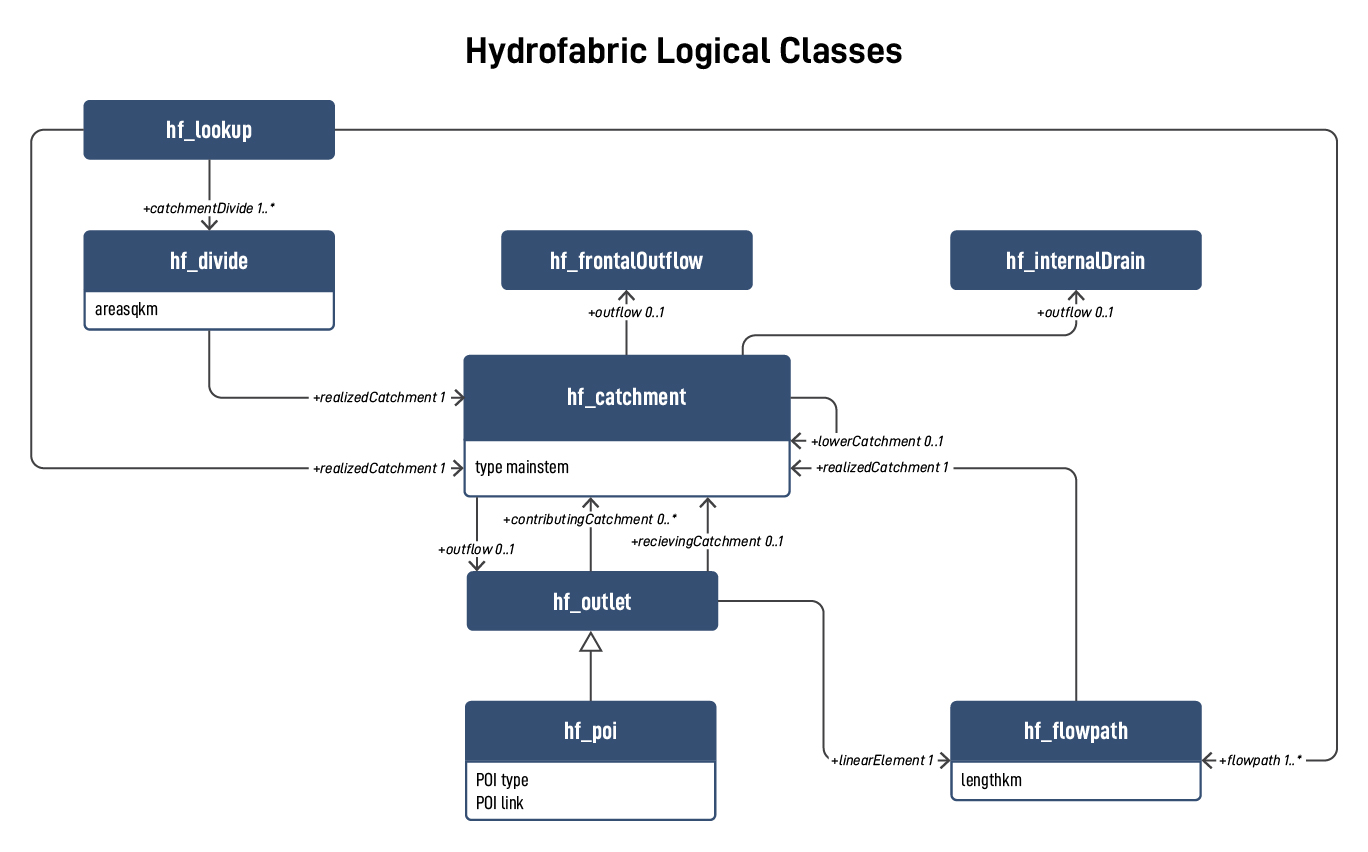 Hydrofabric Logical Classes
hf_lookup
+catchmentDivide 1..*
hf_divide
areasqkm
hf_frontalOutflow
hf_internalDrain
+outflow 0..1
+outflow 0..1
hf_catchment
type mainstem
+realizedCatchment 1
+lowerCatchment 0..1
+realizedCatchment 1
+realizedCatchment 1
+contributingCatchment 0..*
+recievingCatchment 0..1
+outflow 0..1
hf_outlet
hf_poi
POI type
POI link
+linearElement 1
hf_flowpath
lengthkm
+flowpath 1..*